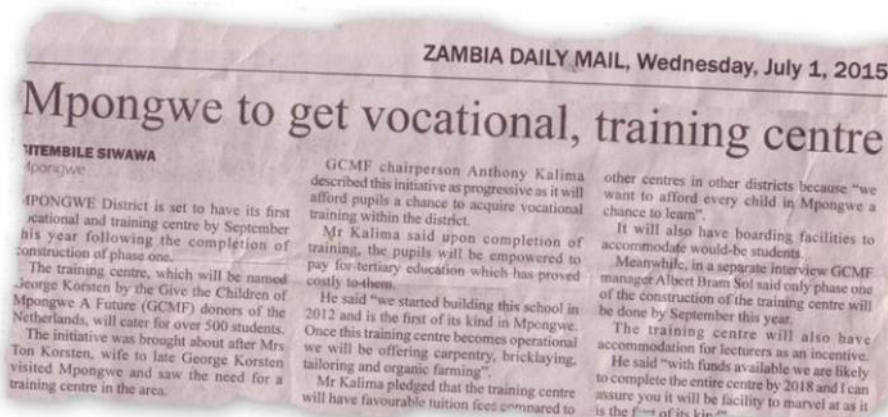 ZAMBIA DAILY MAIL, Wednesday, July 1, 2015
Mpongwe to get vocational, training centre
SIWAWA
Mpongwe
MPONGWE District is set to have its first
vocational and training centre by September
this year following the completion of
construction of phase one.
The training centre, which will be named
George Korsten by the Give the Children of
Mpongwe A Future (GCMF) donors of the
Netherlands, will cater for over 500 students.
The initiative was brought about after Mrs
Ton Korsten, wife to late George Korsten
visited Mpongwe and saw the need for a
training centre in the area.
GCMF chairperson Anthony Kalima
described this initiative as progressive as it will
afford pupils a chance to acquire vocational
training within the district.
Mr Kalima said upon completion of
training, the pupils will be empowered to
pay for tertiary education which has proved
costly to them.
He said "we started building this school in
2012 and is the first of its kind in Mpongwe.
Once this training centre becomes operational
we will be offering carpentry, bricklaying,
tailoring and organic farming".
Mr Kalima pledged that the training centre
will have favourable tuition fees compared to
other centres in other districts because "we
want to afford every child in Mpongwe a
chance to learn".
It will also have boarding facilities to
accommodate would-be students.
Meanwhile, in a separate interview GCMF
manager Albert Bram Sol said only phase one
of the construction of the training centre will
be done by September this year.
The training centre will also have
accommodation for lecturers as an incentive.
He said "with funds available we are likely
to complete the entire centre by 2018 and I can
assure you it will be facility to marvel at as it
is the first of its kind"